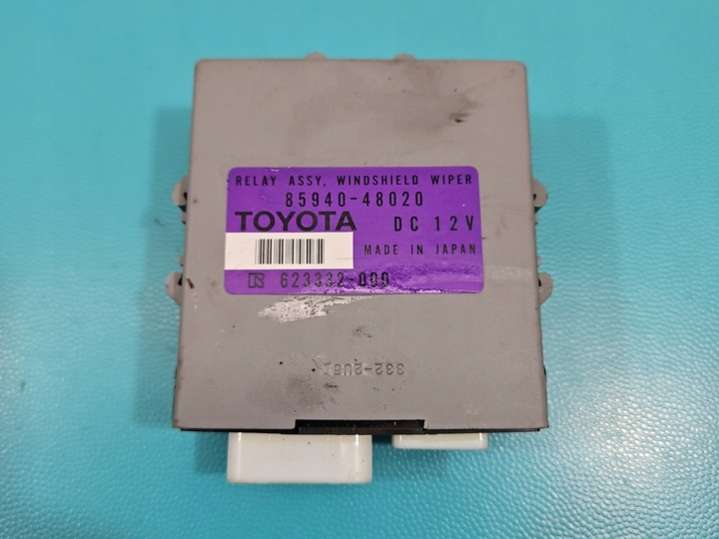 RELAY ASSY, WINDSHIELD WIPER
85940-48020
TOYOTA DC 12V
MADE IN JAPAN
623332-000